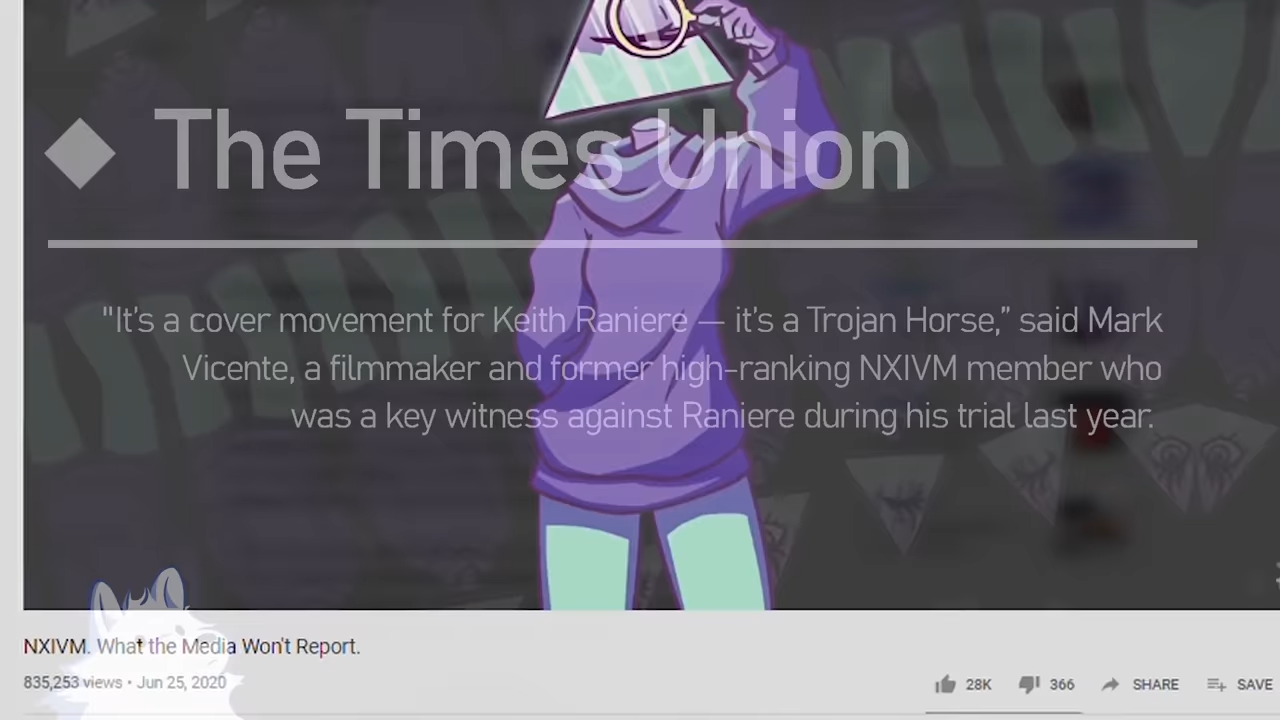 The Times Union
"It's a cover movement for Keith Raniere — it's a Trojan Horse,” said Mark
Vicente, a filmmaker and former high-ranking NXIVM member who
was a key witness against Raniere during his trial last year.
NXIVM. What the Media Won't Report.
835,253 views • Jun 25, 2020
28K 366 SHARE SAVE